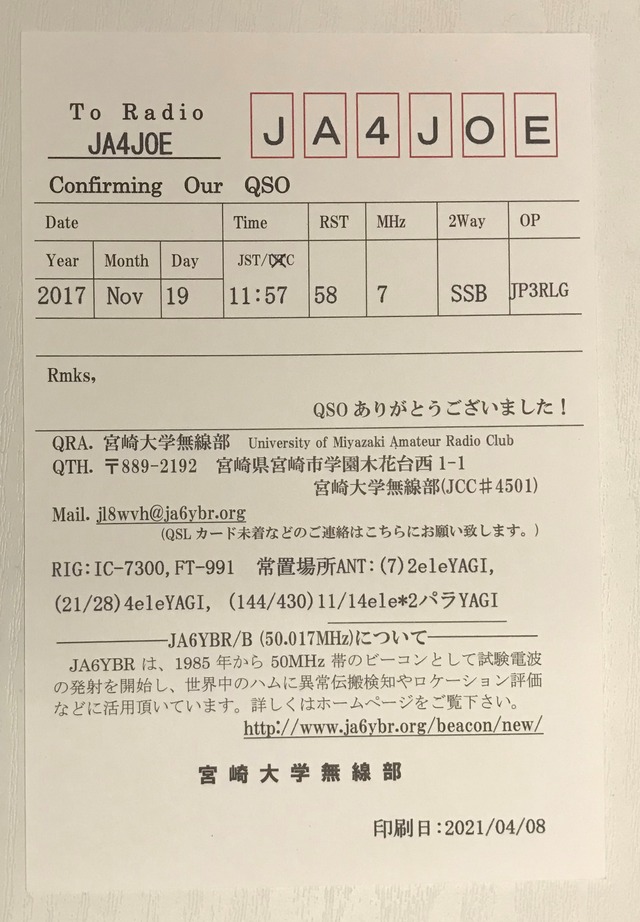 To Radio
JA4JOE
JA4JOE
Confirming Our QSO
Date Time RST MHz 2Way OP
Year Month Day JST/UTC
2017 Nov 19 11:57 58 7 SSB JP3RLG
Rmks,
QSO ありがとうございました！
QRA. 宮崎大学無線部 University of Miyazaki Amateur Radio Club
QTH. 〒889-2192 宮崎県宮崎市学園木花台西 1-1
宮崎大学無線部(JCC♯4501)
Mail. jl8wvh@ja6ybr.org
(QSL カード未着などのご連絡はこちらにお願い致します。)
RIG:IC-7300,FT-991 常置場所ANT:(7)2eleYAGI,
(21/28)4eleYAGI, (144/430)11/14ele*2パラYAGI
JA6YBR/B (50.017MHz)について
JA6YBR は、1985 年から 50MHz 帯のビーコンとして試験電波
の発射を開始し、世界中のハムに異常伝搬検知やロケーション評価
などに活用頂いています。詳しくはホームページをご覧下さい。
http://www.ja6ybr.org/beacon/new/
宮崎大学無線部
印刷日:2021/04/08